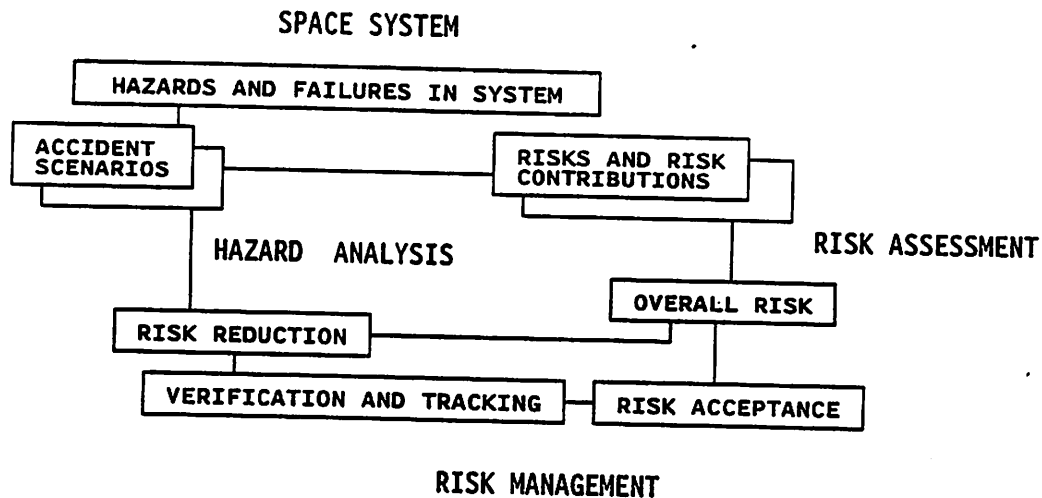 SPACE SYSTEM
HAZARDS AND FAILURES IN SYSTEM
ACCIDENT
SCENARIOS
RISKS AND RISK
CONTRIBUTIONS
HAZARD ANALYSIS
RISK ASSESSMENT
OVERALL RISK
RISK REDUCTION
VERIFICATION AND TRACKING
RISK ACCEPTANCE
RISK MANAGEMENT